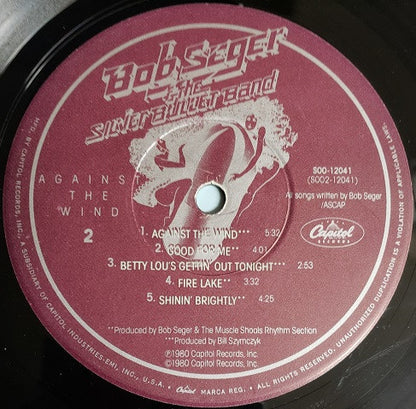 Bob Seger
& the
Silver Bullet Band
AGAINST
THE
WIND
2
SOO-12041
(SOO2-12041)
All songs written by Bob Seger
/ASCAP
Capitol
RECORDS
1. AGAINST THE WIND*** 5:32
2. GOOD FOR ME** 4:01
3. BETTY LOU'S GETTIN' OUT TONIGHT*** 2:53
4. FIRE LAKE** 3:32
5. SHININ' BRIGHTLY** 4:25
**Produced by Bob Seger & The Muscle Shoals Rhythm Section
***Produced by Bill Szymczyk
℗1980 Capitol Records, Inc.
©1980 Capitol Records, Inc.
MFG. BY CAPITOL RECORDS, INC., A SUBSIDIARY OF CAPITOL INDUSTRIES-EMI, INC., U.S.A. Capitol MARCA REG. • ALL RIGHTS RESERVED. UNAUTHORIZED DUPLICATION IS A VIOLATION OF APPLICABLE LAWS.